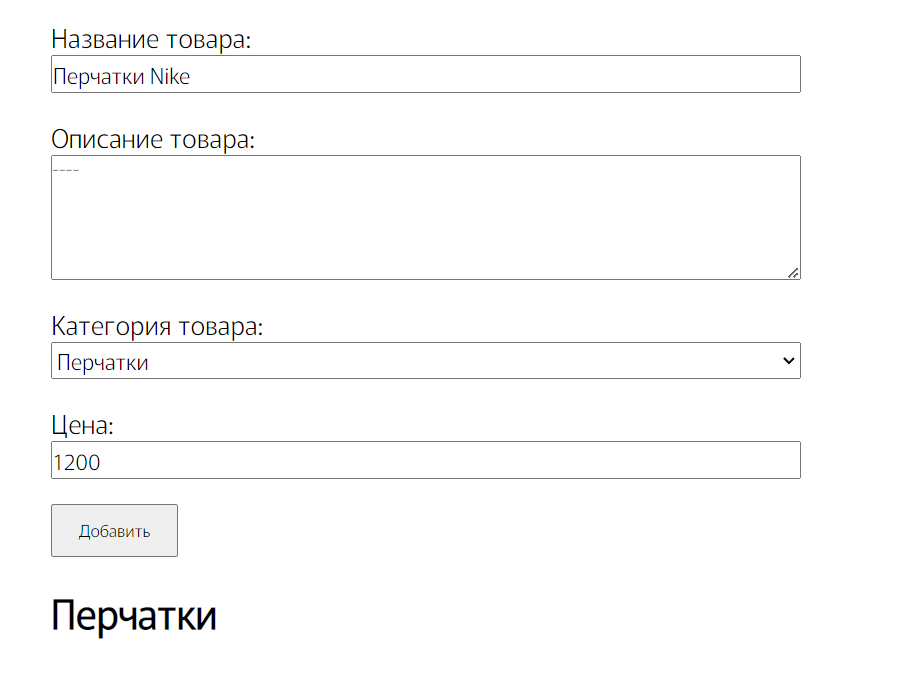 Название товара:
Перчатки Nike
Описание товара:
----
Категория товара:
Перчатки
Цена:
1200
Добавить
Перчатки